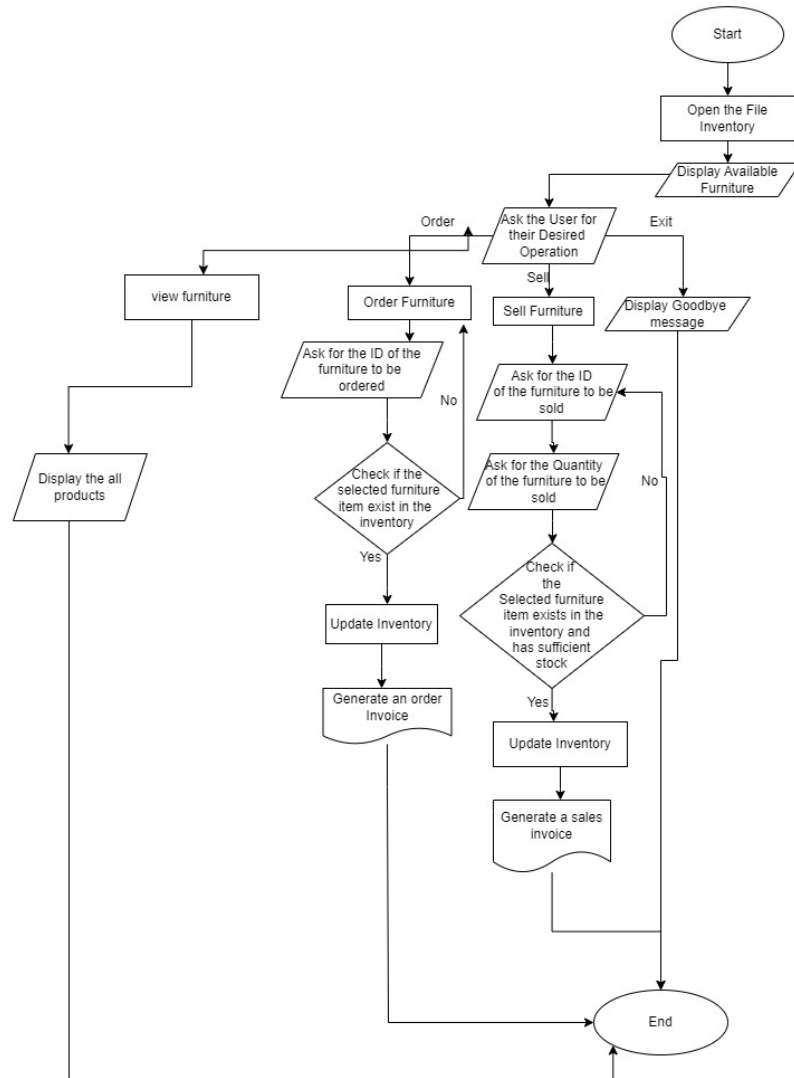 Start
Open the File
Inventory
Display Available
Furniture
Ask the User for
their Desired
Operation
Order
Exit
Sell
view furniture
Order Furniture
Sell Furniture
Display Goodbye
message
Ask for the ID of the
furniture to be
ordered
No
Ask for the ID
of the furniture to be
sold
Display the all
products
Check if the
selected furniture
item exist in the
inventory
Ask for the Quantity
of the furniture to be
sold
No
Yes
Check if
the
Selected furniture
item exists in the
inventory and
has sufficient
stock
Update Inventory
Generate an order
Invoice
Yes
Update Inventory
Generate a sales
invoice
End